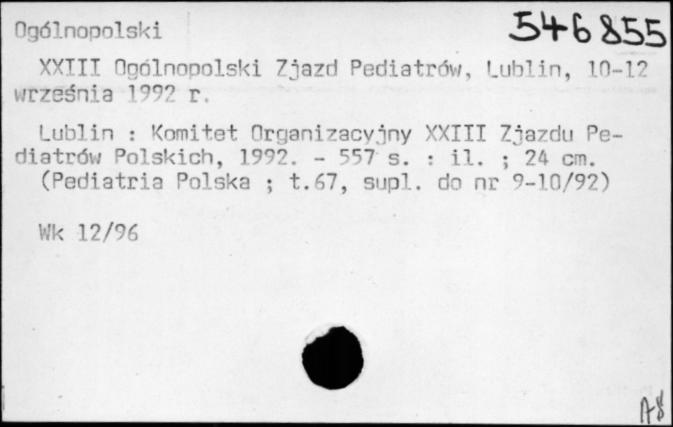 Ogólnopolski 546855
XXIII Ogólnopolski Zjazd Pediatrów, Lublin, 10-12
września 1992 r.
Lublin : Komitet Organizacyjny XXIII Zjazdu Pe-
diatrów Polskich, 1992. - 557 s. : il. ; 24 cm.
(Pediatria Polska ; t.67, supl. do nr 9-10/92)
Wk 12/96